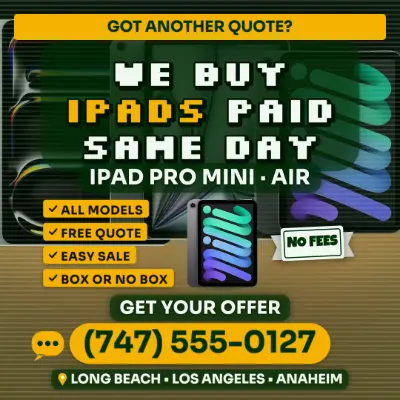 GOT ANOTHER QUOTE?
WE BUY
IPADS PAID
SAME DAY
IPAD PRO MINI · AIR
ALL MODELS
FREE QUOTE
EASY SALE
BOX OR NO BOX
NO FEES
GET YOUR OFFER
(747) 555-0127
LONG BEACH • LOS ANGELES • ANAHEIM